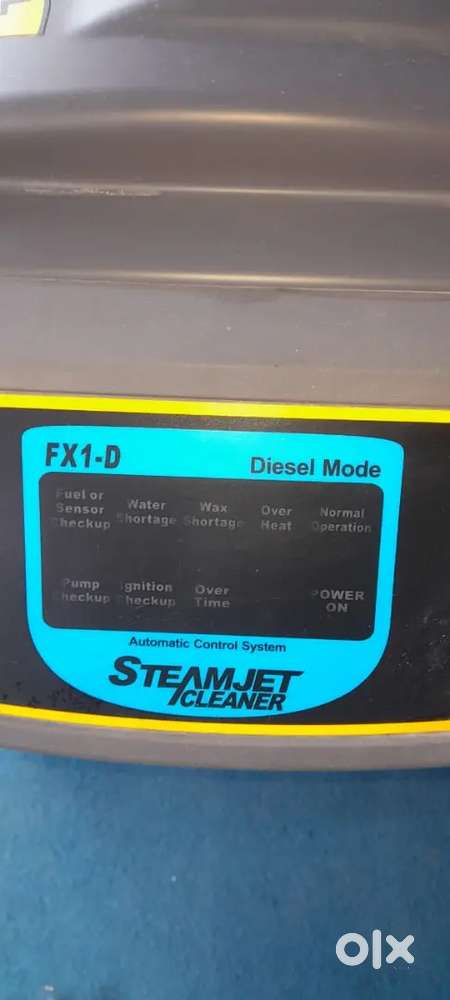 FX1-D Diesel Mode
Fuel or
Sensor
Checkup
Water
Shortage
Wax
Shortage
Over
Heat
Normal
Operation
Pump
Checkup
Ignition
Checkup
Over
Time
POWER
ON
Automatic Control System
STEAMJET
CLEANER
olx